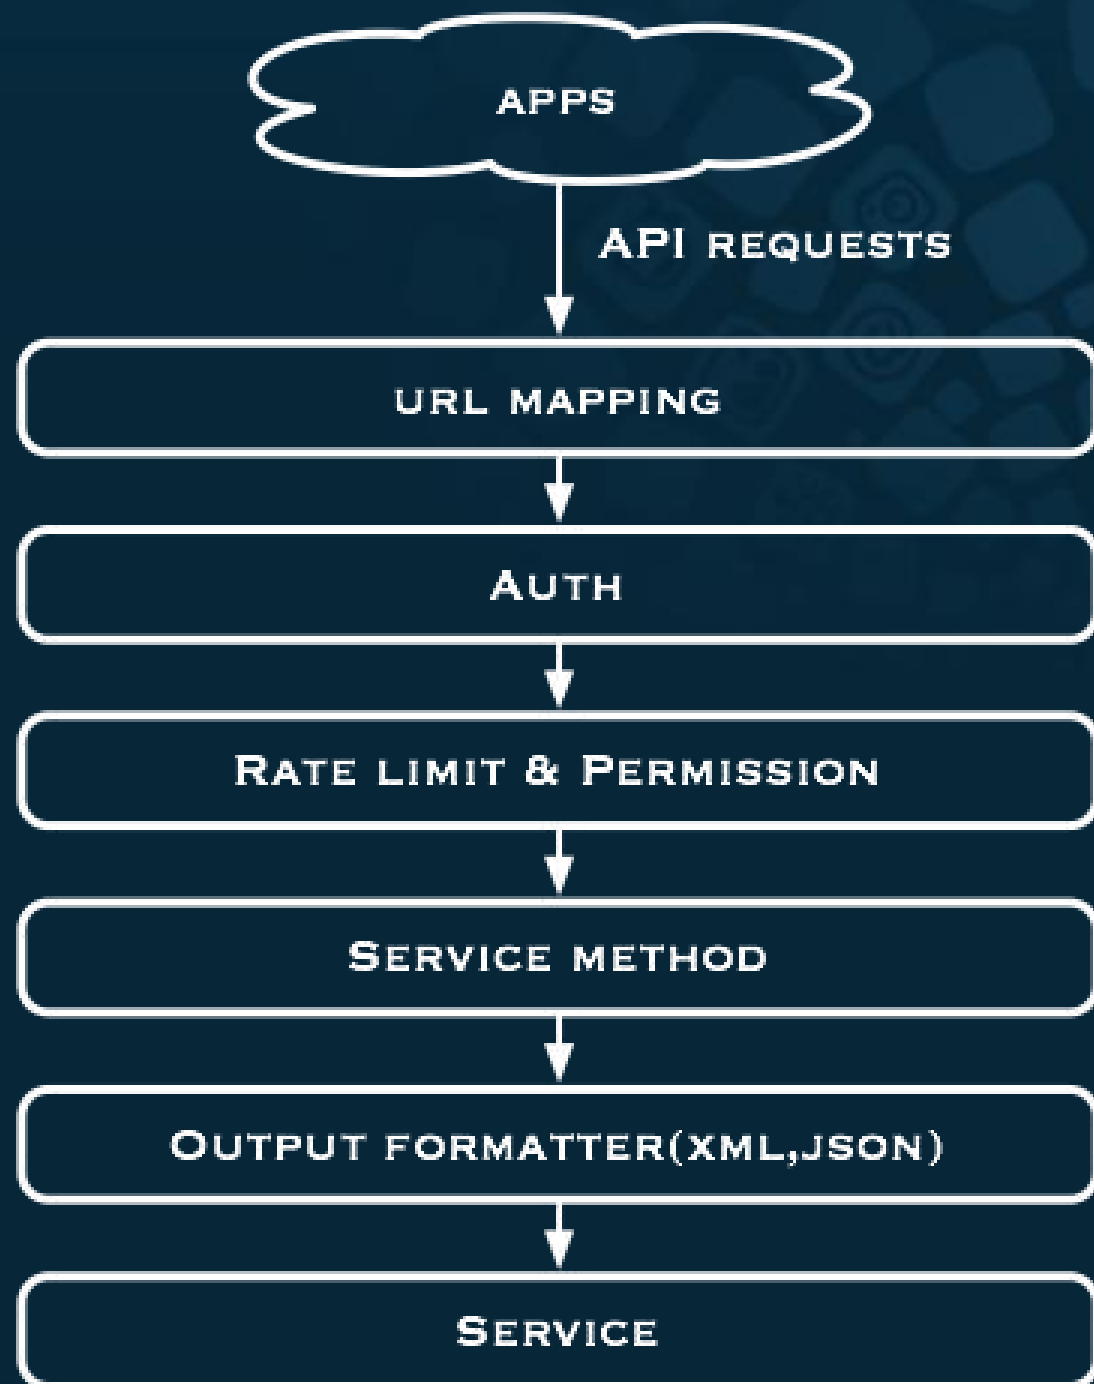 APPS
API REQUESTS
URL MAPPING
AUTH
RATE LIMIT & PERMISSION
SERVICE METHOD
OUTPUT FORMATTER(XML,JSON)
SERVICE